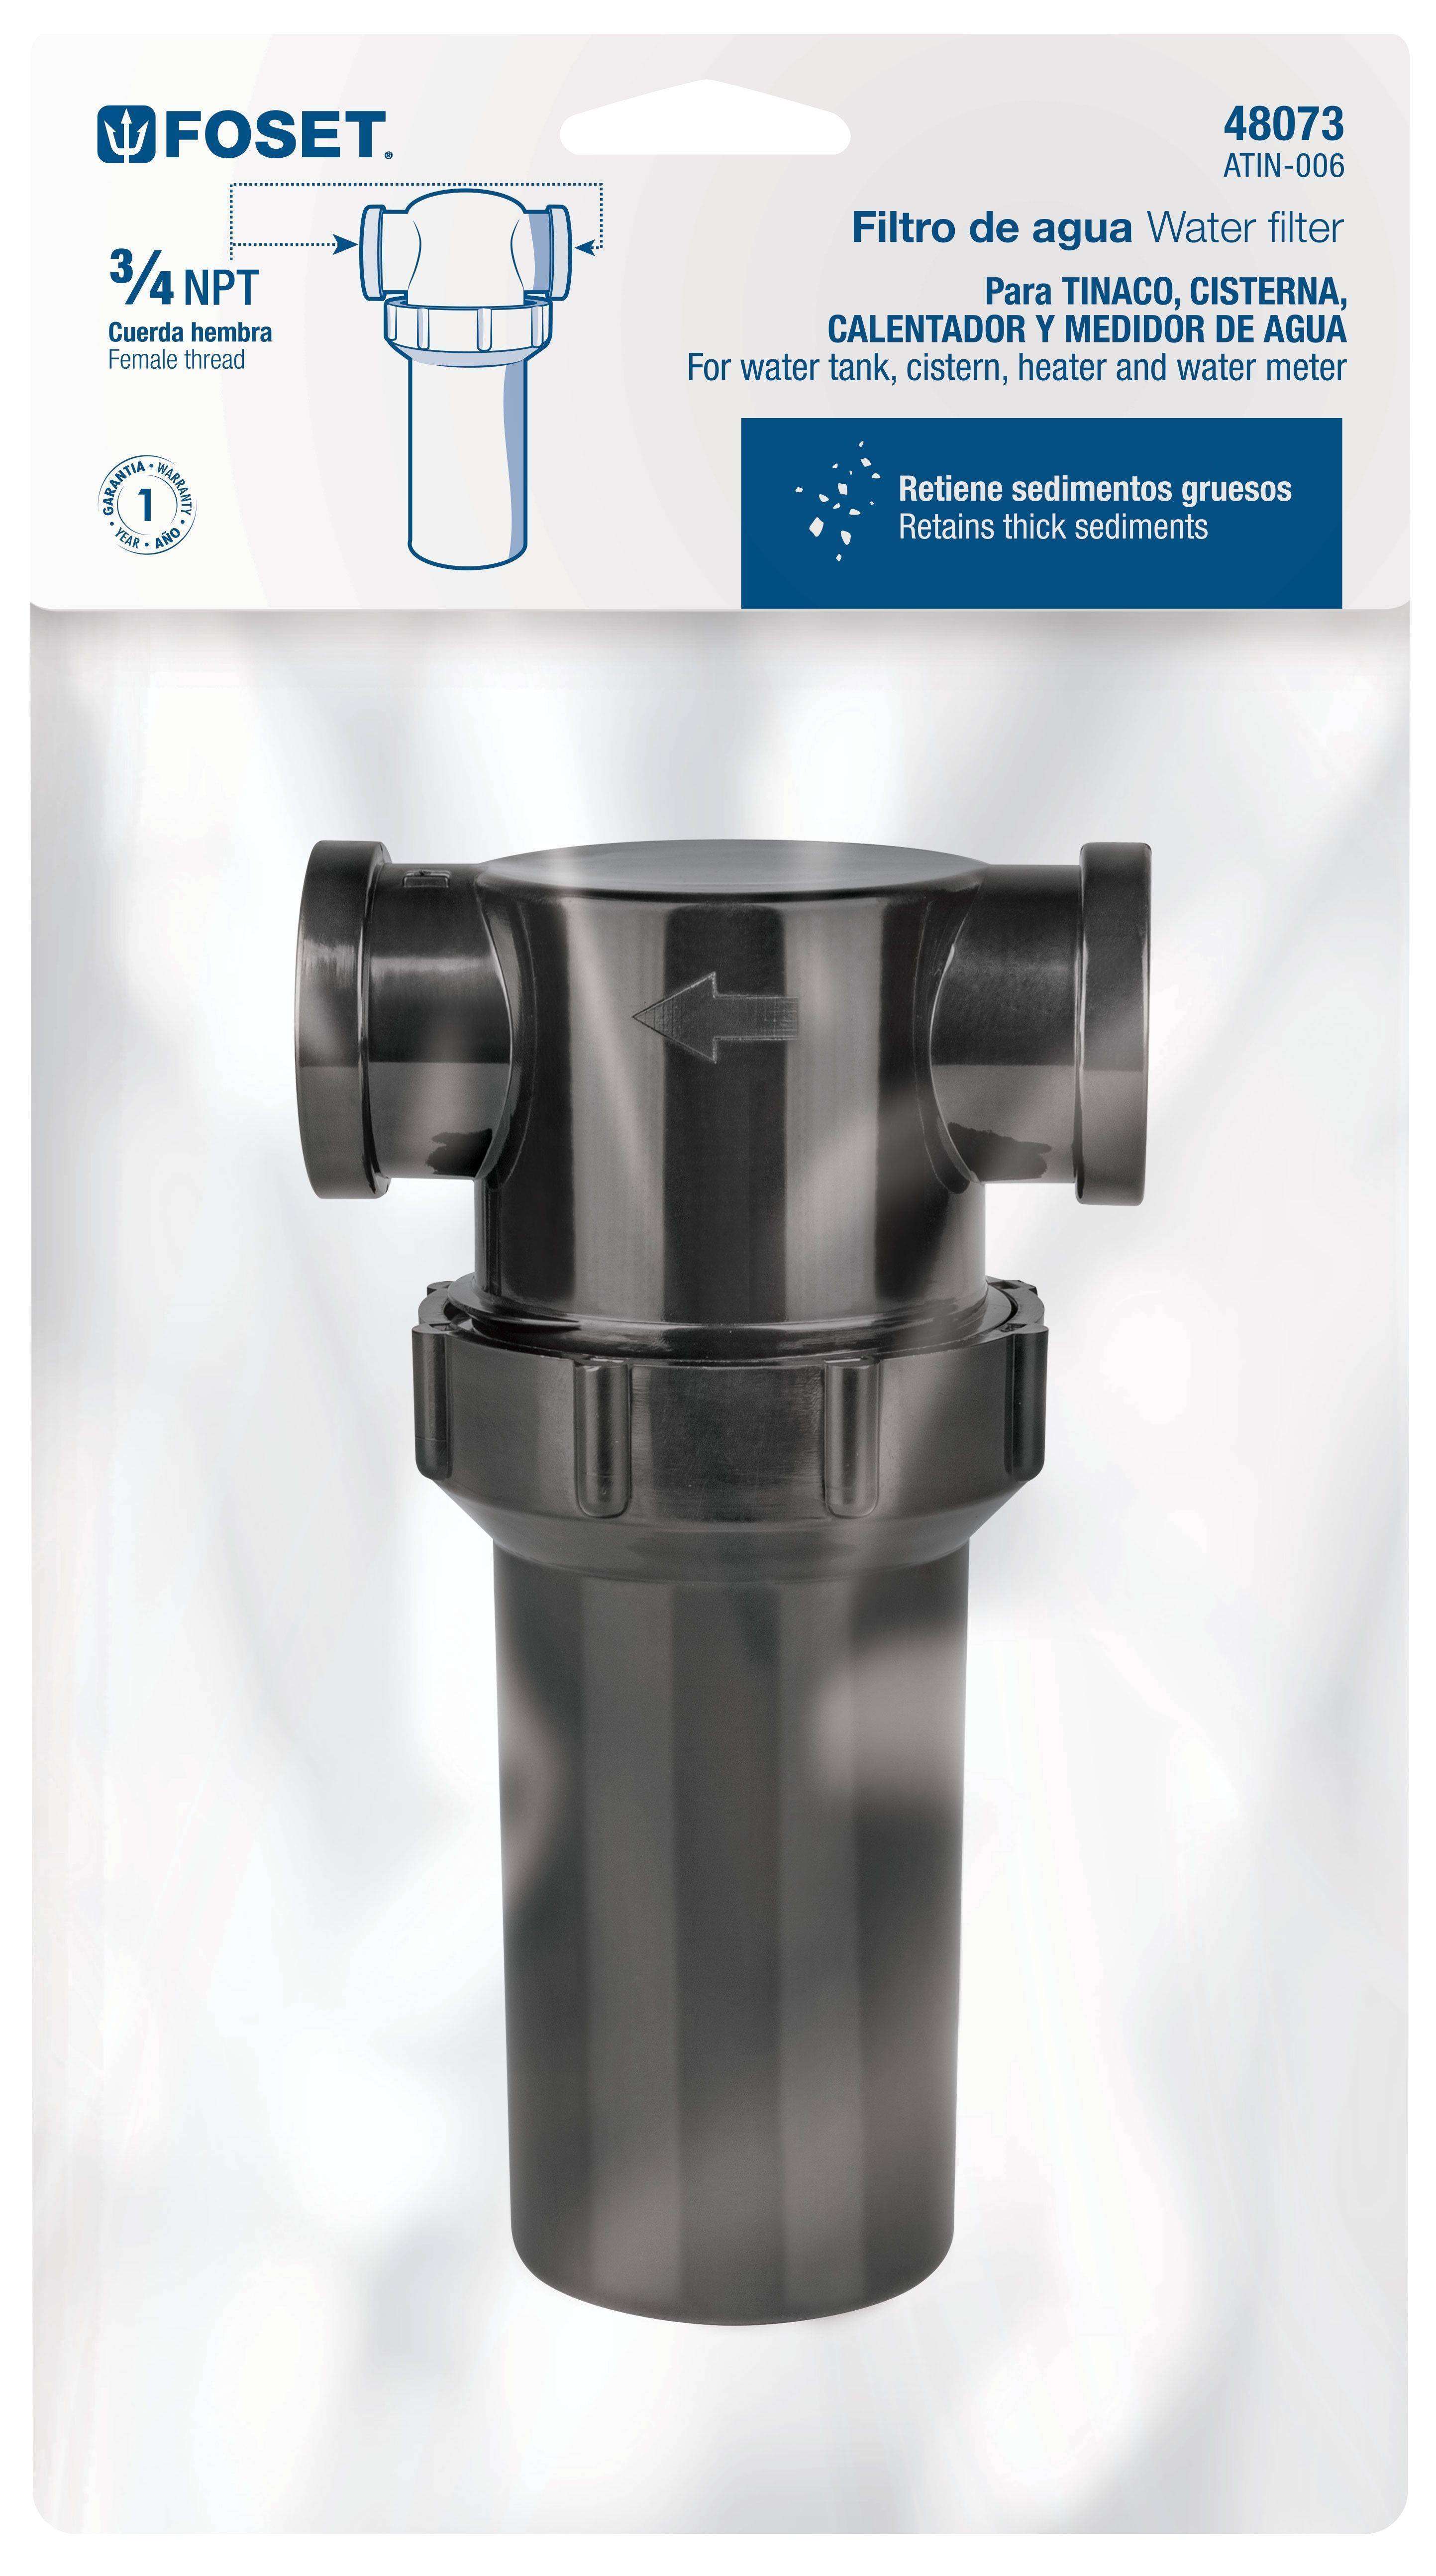 FOSET®
48073
ATIN-006
Filtro de agua Water filter
Para TINACO, CISTERNA,
CALENTADOR Y MEDIDOR DE AGUA
For water tank, cistern, heater and water meter
3/4 NPT
Cuerda hembra
Female thread
GARANTIA • WARRANTY •
1
YEAR • AÑO •
Retiene sedimentos gruesos
Retains thick sediments